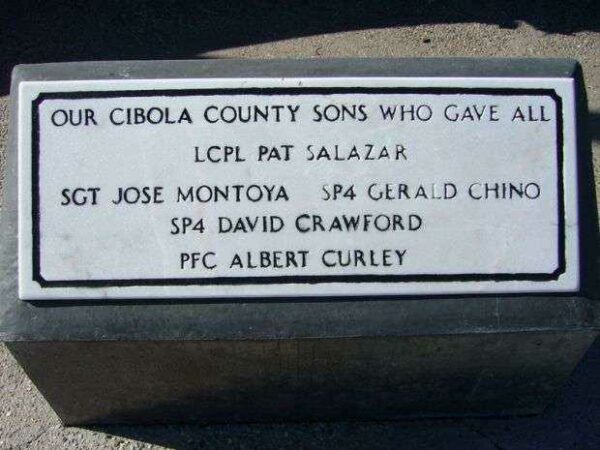 OUR CIBOLA COUNTY SONS WHO GAVE ALL
LCPL PAT SALAZAR
SGT JOSE MONTOYA SP4 GERALD CHINO
SP4 DAVID CRAWFORD
PFC ALBERT CURLEY